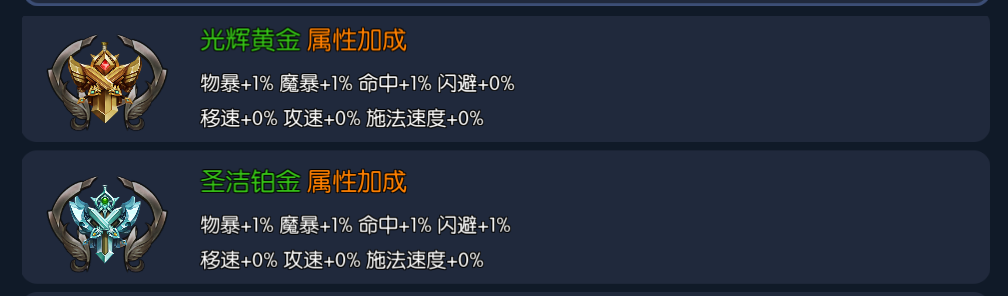 光辉黄金 属性加成
物暴+1% 魔暴+1% 命中+1% 闪避+0%
移速+0% 攻速+0% 施法速度+0%
圣洁铂金 属性加成
物暴+1% 魔暴+1% 命中+1% 闪避+1%
移速+0% 攻速+0% 施法速度+0%